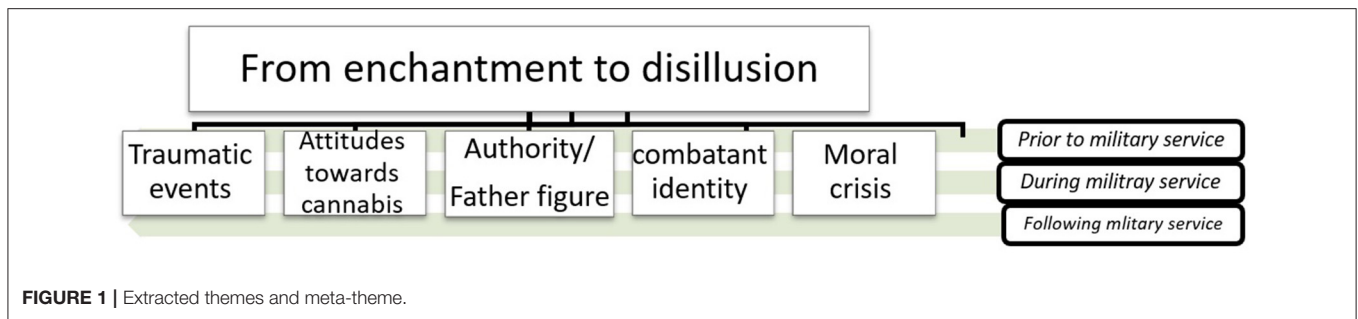 From enchantment to disillusion
Traumatic
events
Attitudes
towards
cannabis
Authority/
Father figure
combatant
identity
Moral
crisis
Prior to military service
During militray service
Following mlitary service
FIGURE 1 | Extracted themes and meta-theme.